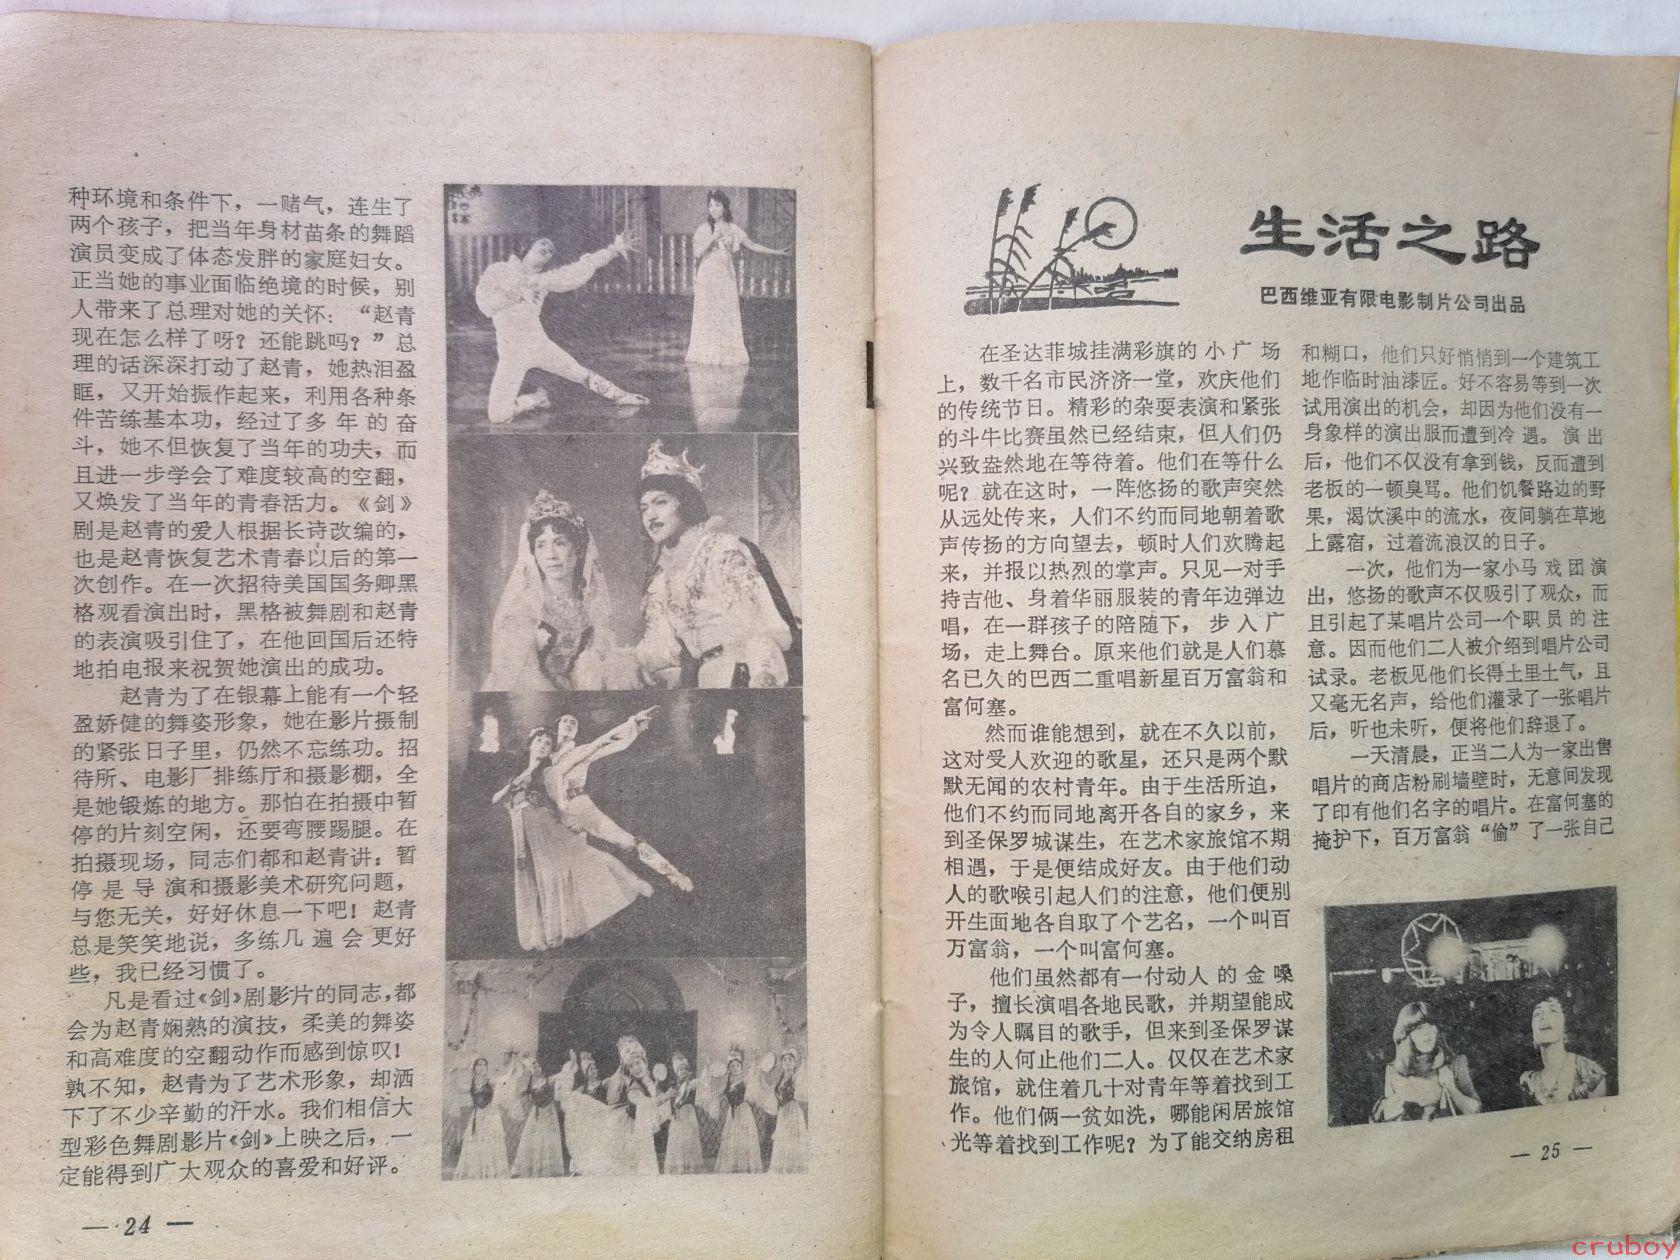 种环境和条件下，一赌气，连生了
两个孩子，把当年身材苗条的舞蹈
演员变成了体态发胖的家庭妇女。
正当她的事业面临绝境的时候，别
人带来了总理对她的关怀：“赵青
现在怎么样了呀？还能跳吗？”总
理的话深深打动了赵青，她热泪盈
眶，又开始振作起来，利用各种条
件苦练基本功，经过了多年的奋
斗，她不但恢复了当年的功夫，而
且进一步学会了难度较高的空翻，
又焕发了当年的青春活力。《剑》
剧是赵青的爱人根据长诗改编的，
也是赵青恢复艺术青春以后的第一
次创作。在一次招待美国国务卿黑
格观看演出时，黑格被舞剧和赵青
的表演吸引住了，在他回国后还特
地拍电报来祝贺她演出的成功。
赵青为了在银幕上能有一个轻
盈娇健的舞姿形象，她在影片摄制
的紧张日子里，仍然不忘练功。招
待所、电影厂排练厅和摄影棚，全
是她锻炼的地方。那怕在拍摄中暂
停的片刻空闲，还要弯腰踢腿。在
拍摄现场，同志们都和赵青讲：暂
停是导演和摄影美术研究问题，
与您无关，好好休息一下吧！赵青
总是笑笑地说，多练几遍会更好
些，我已经习惯了。
凡是看过《剑》剧影片的同志，都
会为赵青娴熟的演技，柔美的舞姿
和高难度的空翻动作而感到惊叹！
孰不知，赵青为了艺术形象，却洒
下了不少辛勤的汗水。我们相信大
型彩色舞剧影片《剑》上映之后，一
定能得到广大观众的喜爱和好评。
— 24 —
生活之路
巴西维亚有限电影制片公司出品
在圣达菲城挂满彩旗的小广场
上，数千名市民济济一堂，欢庆他们
的传统节日。精彩的杂耍表演和紧张
的斗牛比赛虽然已经结束，但人们仍
兴致盎然地在等待着。他们在等什么
呢？就在这时，一阵悠扬的歌声突然
从远处传来，人们不约而同地朝着歌
声传扬的方向望去，顿时人们欢腾起
来，并报以热烈的掌声。只见一对手
持吉他、身着华丽服装的青年边弹边
唱，在一群孩子的陪随下，步入广
场，走上舞台。原来他们就是人们慕
名已久的巴西二重唱新星百万富翁和
富何塞。
然而谁能想到，就在不久以前，
这对受人欢迎的歌星，还只是两个默
默无闻的农村青年。由于生活所迫，
他们不约而同地离开各自的家乡，来
到圣保罗城谋生，在艺术家旅馆不期
相遇，于是便结成好友。由于他们动
人的歌喉引起人们的注意，他们便别
开生面地各自取了个艺名，一个叫百
万富翁，一个叫富何塞。
他们虽然都有一付动人的金嗓
子，擅长演唱各地民歌，并期望能成
为令人瞩目的歌手，但来到圣保罗谋
生的人何止他们二人。仅仅在艺术家
旅馆，就住着几十对青年等着找到工
作。他们俩一贫如洗，哪能闲居旅馆
光等着找到工作呢？为了能交纳房租
和糊口，他们只好悄悄到一个建筑工
地作临时油漆匠。好不容易等到一次
试用演出的机会，却因为他们没有一
身象样的演出服而遭到冷遇。演出
后，他们不仅没有拿到钱，反而遭到
老板的一顿臭骂。他们饥餐路边的野
果，渴饮溪中的流水，夜间躺在草地
上露宿，过着流浪汉的日子。
一次，他们为一家小马戏团演
出，悠扬的歌声不仅吸引了观众，而
且引起了某唱片公司一个职员的注
意。因而他们二人被介绍到唱片公司
试录。老板见他们长得土里土气，且
又毫无名声，给他们灌录了一张唱片
后，听也未听，便将他们辞退了。
一天清晨，正当二人为一家出售
唱片的商店粉刷墙壁时，无意间发现
了印有他们名字的唱片。在富何塞的
掩护下，百万富翁“偷”了一张自己
— 25 —
cruboy